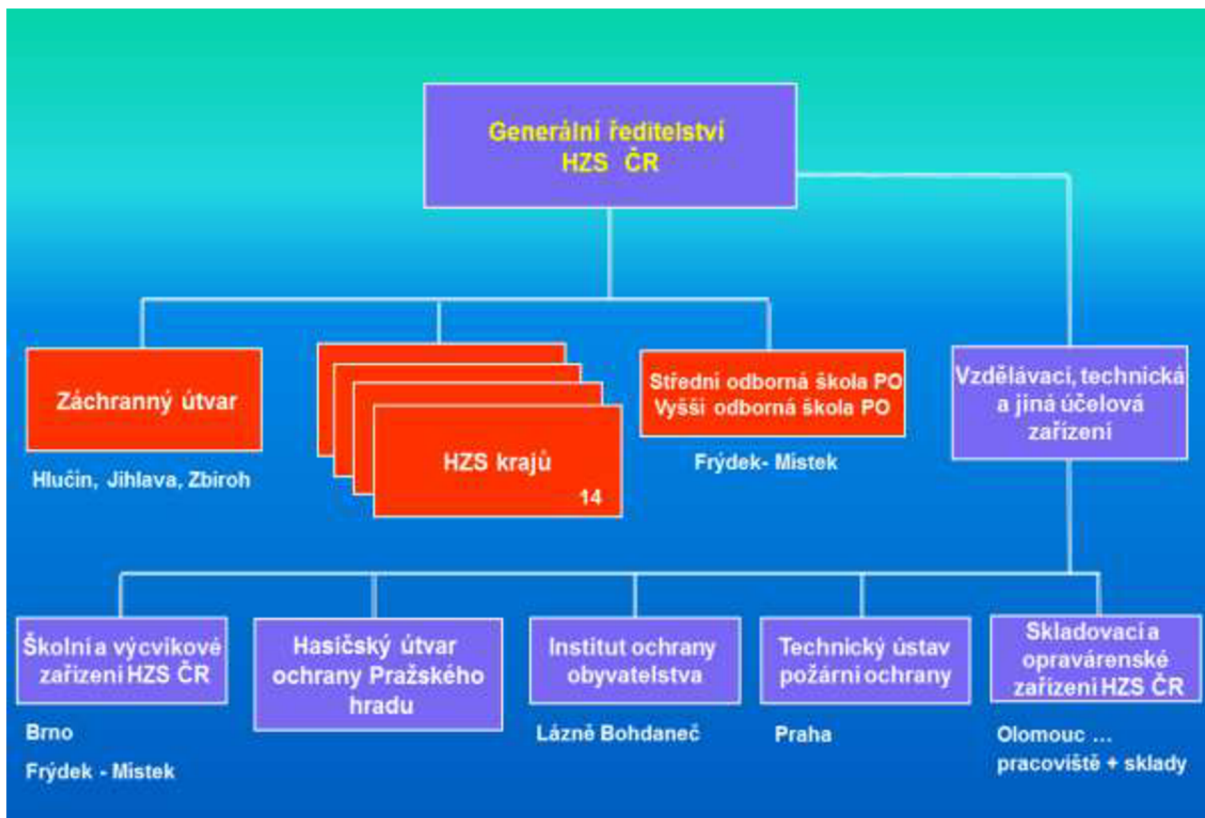 Generální ředitelství
HZS ČR
Záchranný útvar
Hlučín, Jihlava, Zbiroh
HZS krajů
14
Střední odborná škola PO
Vyšší odborná škola PO
Frýdek- Místek
Vzdělávací, technická
a jiná účelová
zařízení
Školní a výcvikové
zařízení HZS ČR
Brno
Frýdek - Místek
Hasičský útvar
ochrany Pražského
hradu
Institut ochrany
obyvatelstva
Lázně Bohdaneč
Technický ústav
požární ochrany
Praha
Skladovací a
opravárenské
zařízení HZS ČR
Olomouc ...
pracoviště + sklady